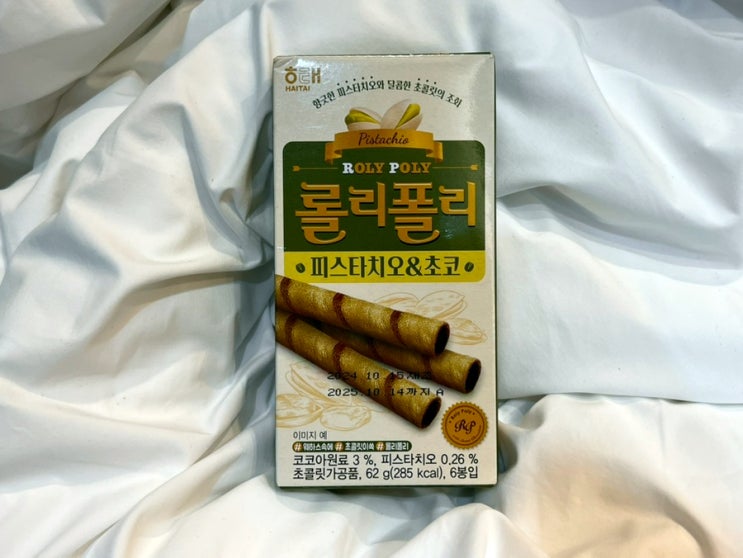 해태
HAITAI
향긋한 피스타치오와 달콤한 초콜릿의 조화
Pistachio
ROLY POLY
롤리폴리
피스타치오&초코
2024.10.15제조
2025.10.14까지 A
Roly Poly
RP
이미지 예
#웨하스속에 #초콜릿이쏙 #롤리폴리
코코아원료 3 %, 피스타치오 0.26 %
초콜릿가공품, 62 g(285 kcal), 6봉입